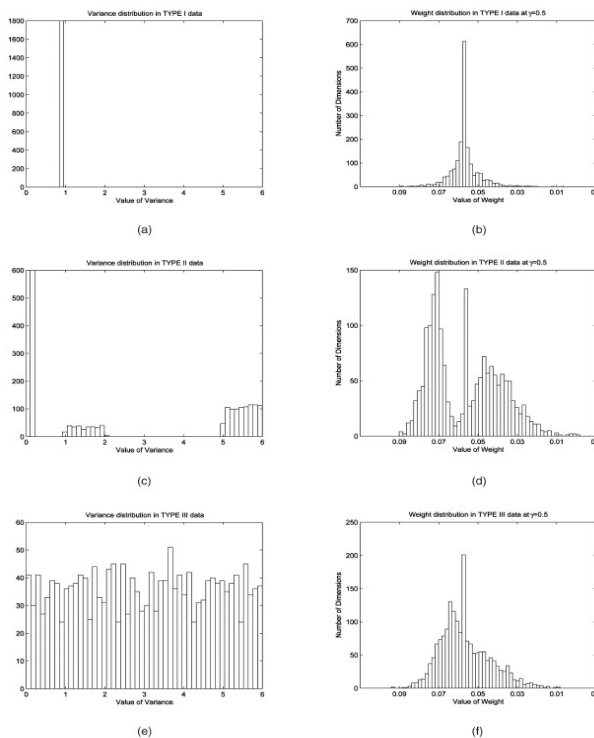 Variance distribution in TYPE I data
1800
1600
1400
1200
1000
800
600
400
200
0
0 1 2 3 4 5 6
Value of Variance
(a)
Weight distribution in TYPE I data at γ=0.5
700
600
500
400
300
200
100
0
Number of Dimensions
0.09 0.07 0.05 0.03 0.01 0
Value of Weight
(b)
Variance distribution in TYPE II data
600
500
400
300
200
100
0
0 1 2 3 4 5 6
Value of Variance
(c)
Weight distribution in TYPE II data at γ=0.5
150
100
50
0
Number of Dimensions
0.09 0.07 0.05 0.03 0.01 0
Value of Weight
(d)
Variance distribution in TYPE III data
60
50
40
30
20
10
0
0 1 2 3 4 5 6
Value of Variance
(e)
Weight distribution in TYPE III data at γ=0.5
250
200
150
100
50
0
Number of Dimensions
0.09 0.07 0.05 0.03 0.01 0
Value of Weight
(f)